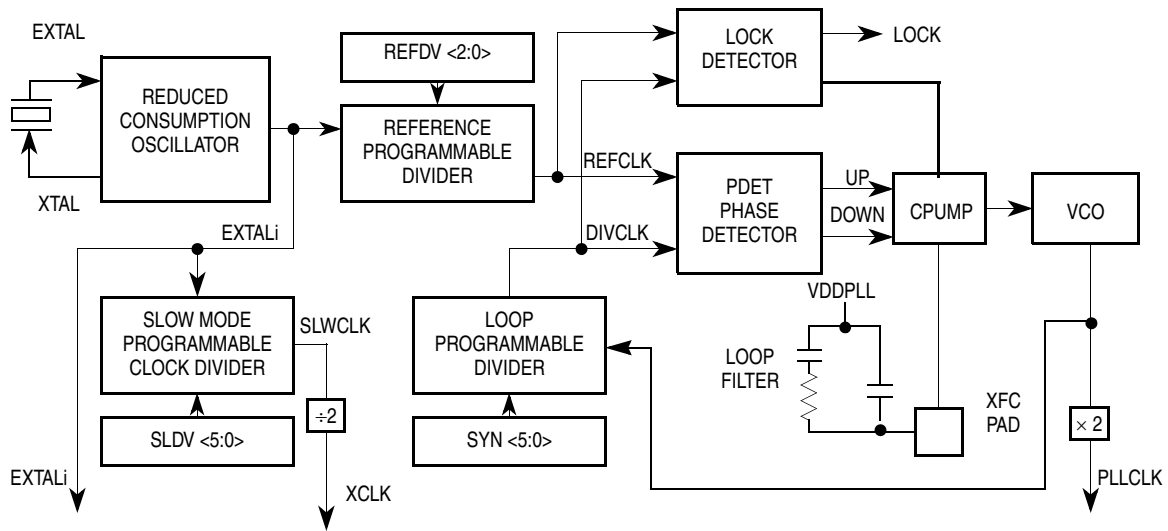 EXTAL
XTAL
REDUCED
CONSUMPTION
OSCILLATOR
REFDV <2:0>
REFERENCE
PROGRAMMABLE
DIVIDER
LOCK
DETECTOR
LOCK
REFCLK
DIVCLK
PDET
PHASE
DETECTOR
UP
DOWN
CPUMP
VCO
EXTALi
SLOW MODE
PROGRAMMABLE
CLOCK DIVIDER
SLWCLK
÷2
SLDV <5:0>
EXTALi
XCLK
LOOP
PROGRAMMABLE
DIVIDER
SYN <5:0>
VDDPLL
LOOP
FILTER
XFC
PAD
× 2
PLLCLK